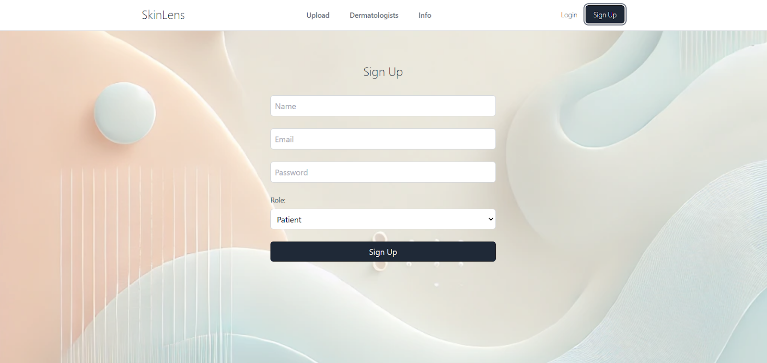 SkinLens
Upload Dermatologists Info
Login Sign Up
Sign Up
Name
Email
Password
Role:
Patient
Sign Up